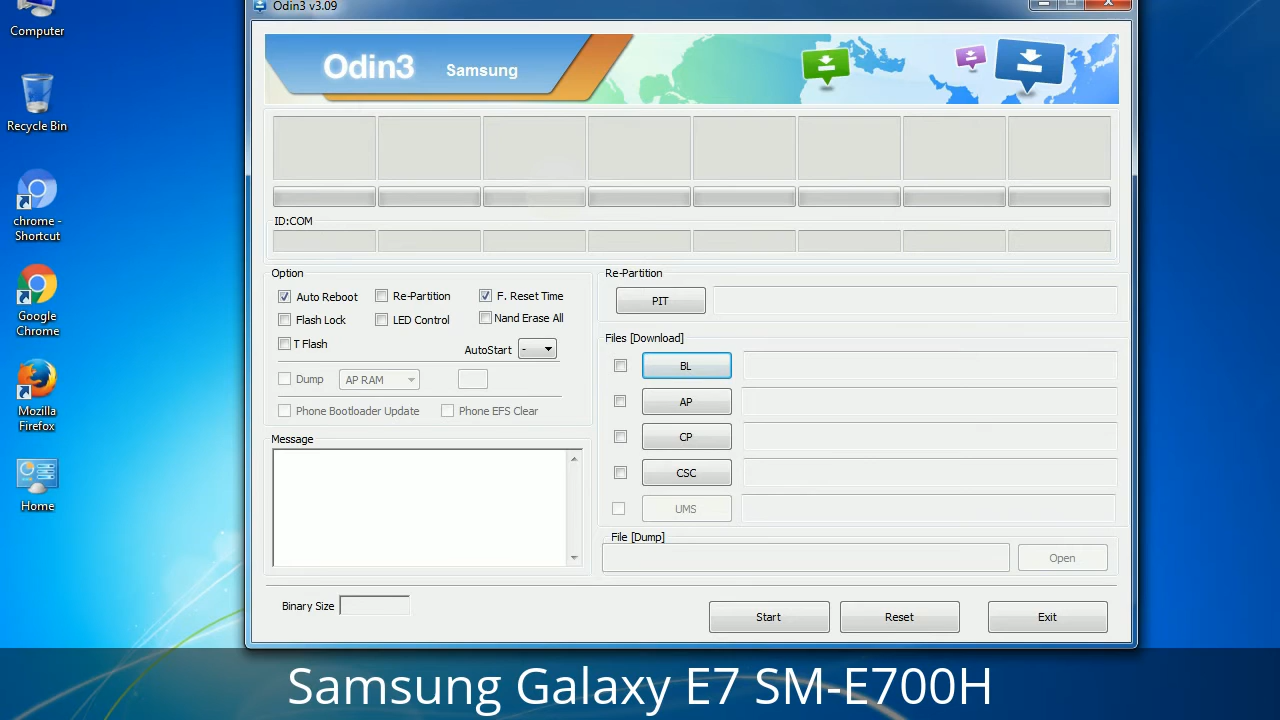 Odin3 v3.09
Computer
Odin3 Samsung
Recycle Bin
ID:COM
chrome -
Shortcut
Option
Re-Partition
Auto Reboot
Re-Partition
F. Reset Time
PIT
Flash Lock
LED Control
Nand Erase All
T Flash
AutoStart -
Files [Download]
Google
Chrome
BL
Dump
AP RAM
AP
Phone Bootloader Update
Phone EFS Clear
Mozilla
Firefox
CP
Message
CSC
Home
UMS
File [Dump]
Open
Binary Size
Start
Reset
Exit
Samsung Galaxy E7 SM-E700H